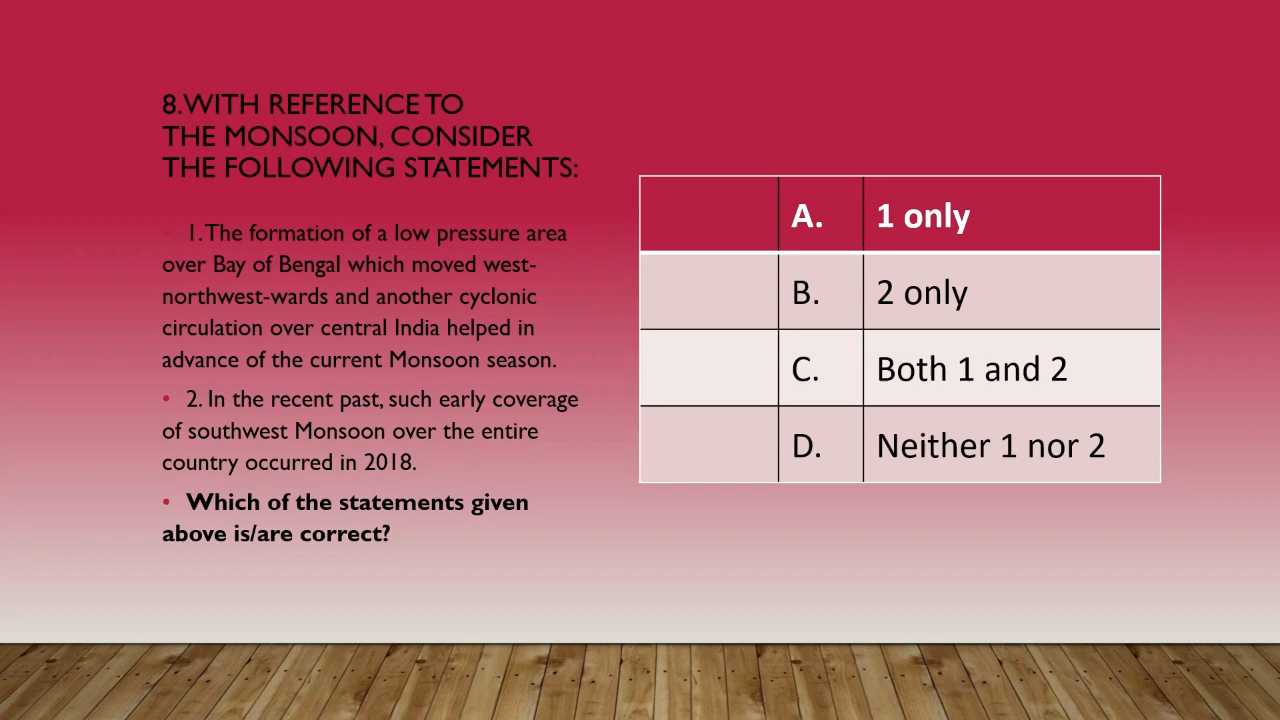 8.WITH REFERENCE TO
THE MONSOON, CONSIDER
THE FOLLOWING STATEMENTS:
1.The formation of a low pressure area
over Bay of Bengal which moved west-
northwest-wards and another cyclonic
circulation over central India helped in
advance of the current Monsoon season.
• 2. In the recent past, such early coverage
of southwest Monsoon over the entire
country occurred in 2018.
• Which of the statements given
above is/are correct?
A. 1 only
B. 2 only
C. Both 1 and 2
D. Neither 1 nor 2